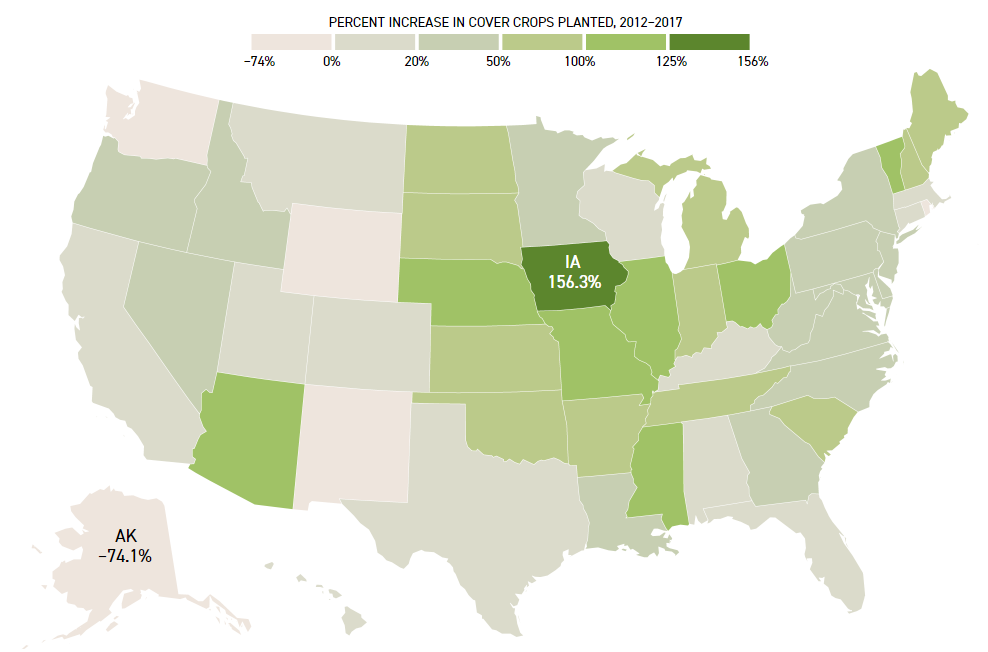 PERCENT INCREASE IN COVER CROPS PLANTED, 2012–2017
–74% 0% 20% 50% 100% 125% 156%
IA
156.3%
AK
–74.1%